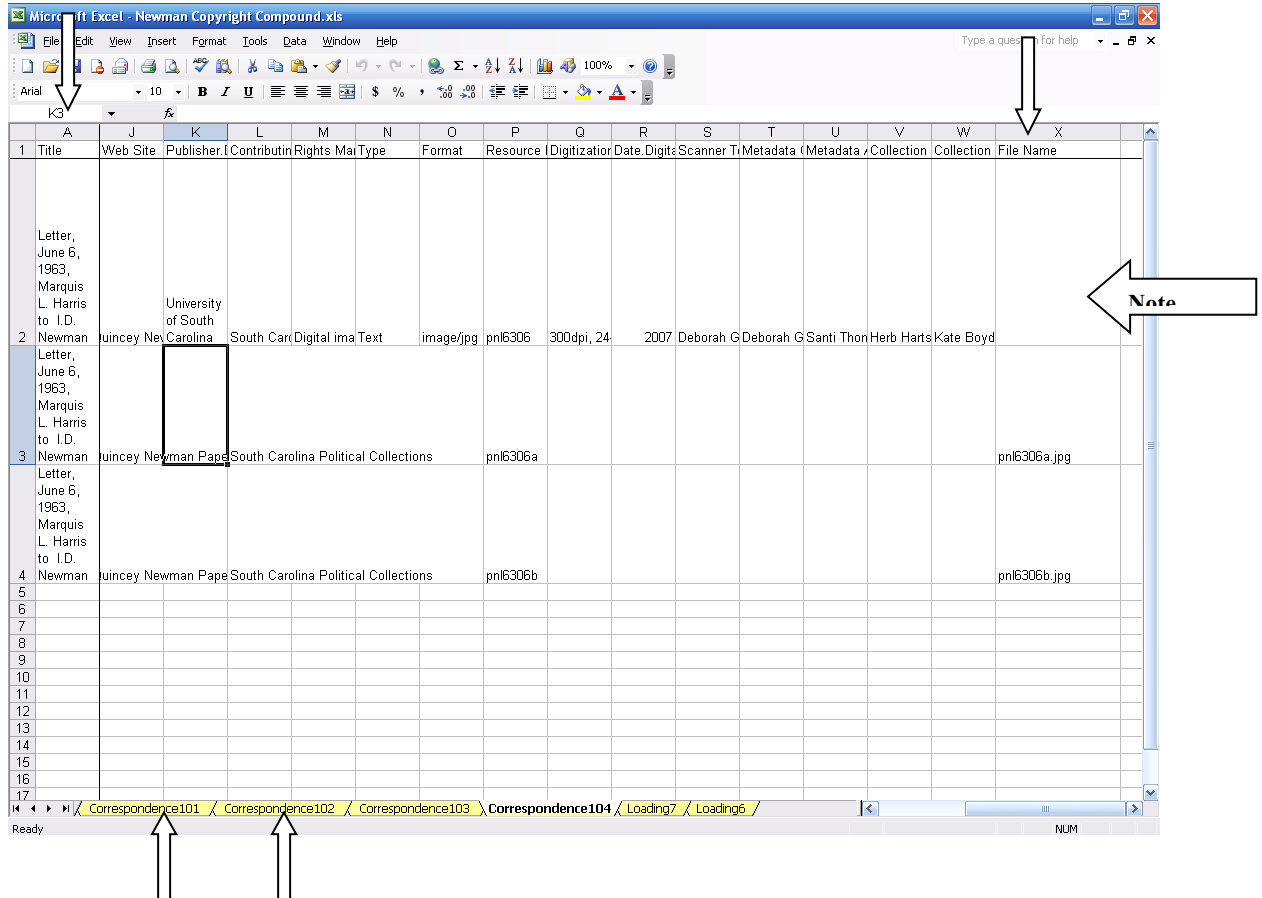 Microsoft Excel - Newman Copyright Compound.xls
File Edit View Insert Format Tools Data Window Help
Type a question for help
100%
Arial 10 B I U $ % ,
K3 fx
A J K L M N O P Q R S T U V W X
1 Title Web Site Publisher. Contributin Rights Ma Type Format Resource Digitization Date.Digita Scanner T Metadata Metadata Collection Collection File Name
Letter,
June 6,
1963,
Marquis
L. Harris University
to I.D. of South
2 Newman uincey Ne Carolina South Car Digital ima Text image/jpg pnl6306 300dpi, 24- 2007 Deborah G Deborah G Santi Thon Herb Harts Kate Boyd
Note
Letter,
June 6,
1963,
Marquis
L. Harris
to I.D.
3 Newman uincey Newman Pape South Carolina Political Collections pnl6306a pnl6306a.jpg
Letter,
June 6,
1963,
Marquis
L. Harris
to I.D.
4 Newman uincey Newman Pape South Carolina Political Collections pnl6306b pnl6306b.jpg
5
6
7
8
9
10
11
12
13
14
15
16
17
Correspondence101 Correspondence102 Correspondence103 Correspondence104 Loading7 Loading6
Ready NUM